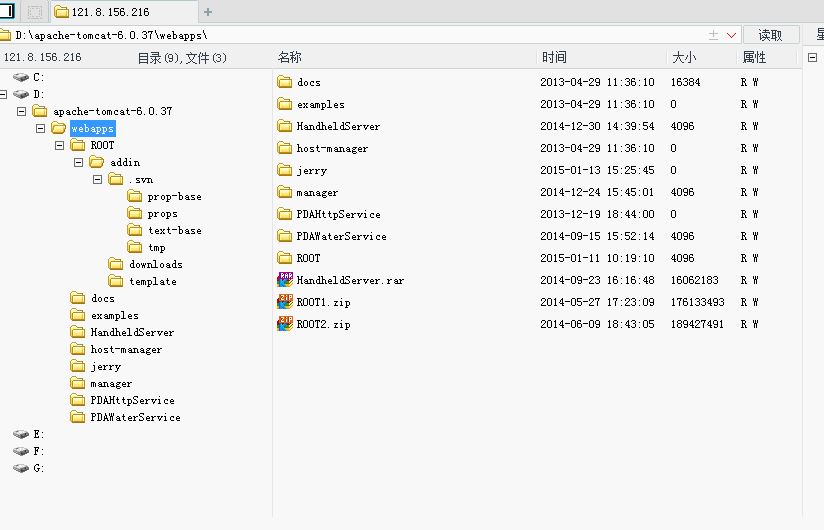 121.8.156.216
D:\apache-tomcat-6.0.37\webapps\
读取
121.8.156.216 目录(9),文件(3)
名称 时间 大小 属性
C:
D:
apache-tomcat-6.0.37
webapps
ROOT
addin
.svn
prop-base
props
text-base
tmp
downloads
template
docs
examples
HandheldServer
host-manager
jerry
manager
PDAHttpService
PDAWaterService
E:
F:
G:
docs 2013-04-29 11:36:10 16384 R W
examples 2013-04-29 11:36:10 0 R W
HandheldServer 2014-12-30 14:39:54 4096 R W
host-manager 2013-04-29 11:36:10 0 R W
jerry 2015-01-13 15:25:45 0 R W
manager 2014-12-24 15:45:01 4096 R W
PDAHttpService 2013-12-19 18:44:00 0 R W
PDAWaterService 2014-09-15 15:52:14 4096 R W
ROOT 2015-01-11 10:19:10 4096 R W
HandheldServer.rar 2014-09-23 16:16:48 16062183 R W
ROOT1.zip 2014-05-27 17:23:09 176133493 R W
ROOT2.zip 2014-06-09 18:43:05 189427491 R W